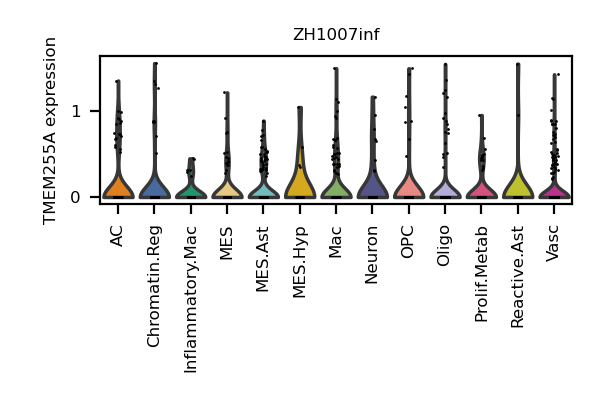 ZH1007inf
TMEM255A expression
1
0
AC
Chromatin.Reg
Inflammatory.Mac
MES
MES.Ast
MES.Hyp
Mac
Neuron
OPC
Oligo
Prolif.Metab
Reactive.Ast
Vasc